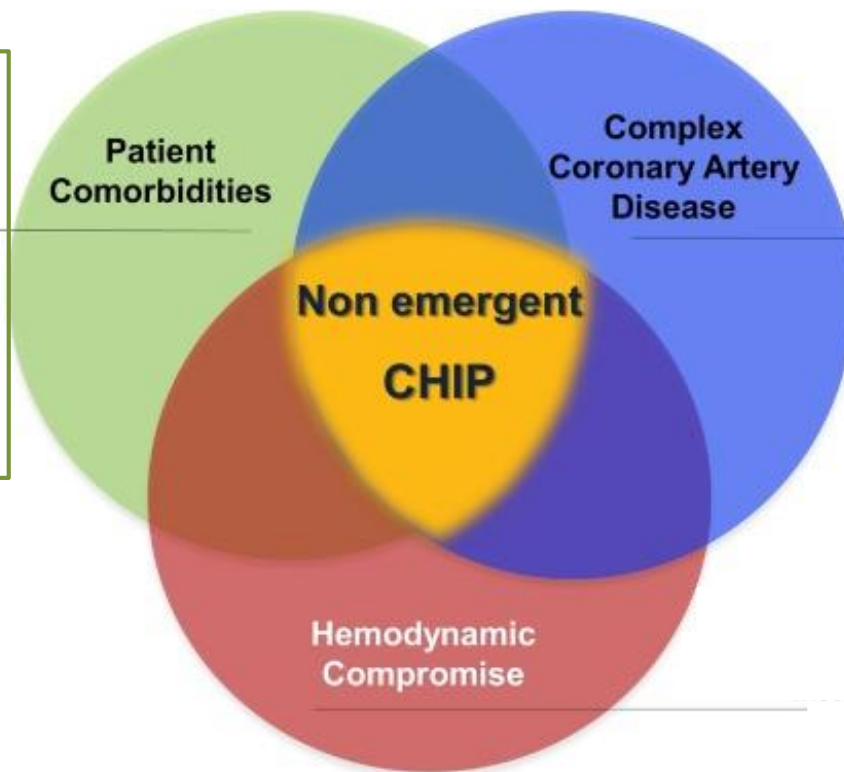 Patient
Comorbidities
Complex
Coronary Artery
Disease
Non emergent
CHIP
Hemodynamic
Compromise